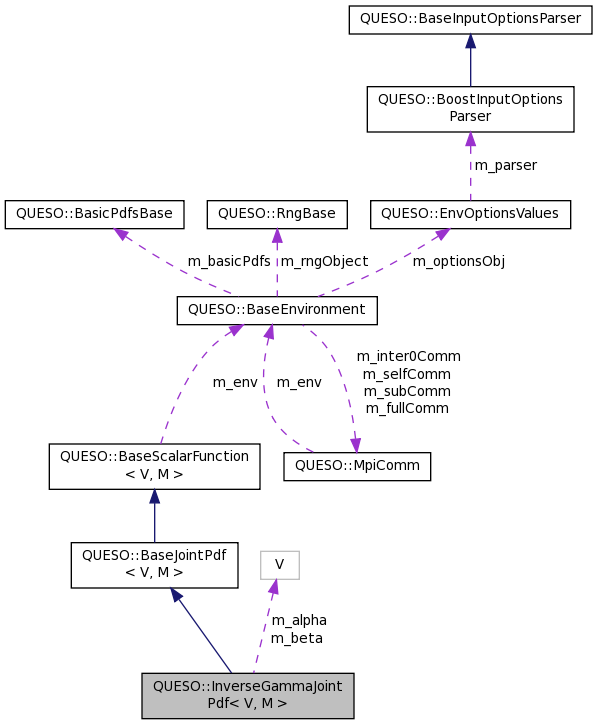 QUESO::BaseInputOptionsParser
QUESO::BoostInputOptions
Parser
m_parser
QUESO::BasicPdfsBase
QUESO::RngBase
QUESO::EnvOptionsValues
m_basicPdfs
m_rngObject
m_optionsObj
QUESO::BaseEnvironment
m_inter0Comm
m_selfComm
m_subComm
m_fullComm
m_env
m_env
QUESO::BaseScalarFunction
< V, M >
QUESO::MpiComm
QUESO::BaseJointPdf
< V, M >
V
m_alpha
m_beta
QUESO::InverseGammaJoint
Pdf< V, M >